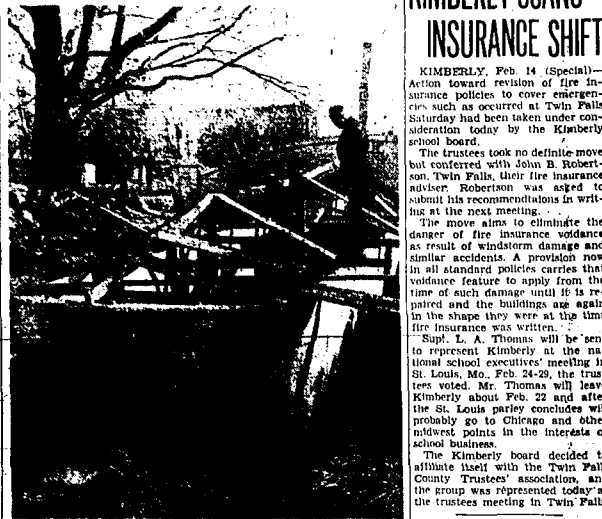 INSURANCE SHIFT
KIMBERLY, Feb. 14 (Special)—
Action toward revision of fire in-
surance policies to cover emergen-
cies such as occurred at Twin Falls
Saturday had been taken under con-
sideration today by the Kimberly
school board.
The trustees took no definite move
but conferred with John B. Robert-
son, Twin Falls, their fire insurance
adviser. Robertson was asked to
submit his recommendtaions in writ-
ing at the next meeting.
The move aims to eliminate the
danger of fire insurance voidance
as result of windstorm damage and
similar accidents. A provision now
in all standard policies carries that
voidance feature to apply from the
time of such damage until it is re-
paired and the buildings are again
in the shape they were at the time
fire insurance was written.
Supt. L. A. Thomas will be sen
to represent Kimberly at the na-
tional school executives' meeting in
St. Louis, Mo., Feb. 24-29, the trus-
tees voted. Mr. Thomas will leave
Kimberly about Feb. 22 and after
the St. Louis parley concludes wil
probably go to Chicago and othe
midwest points in the interests o
school business.
The Kimberly board decided t
affiliate itself with the Twin Fall
County Trustees' association, an
the group was represented today a
the trustees meeting in Twin Falls